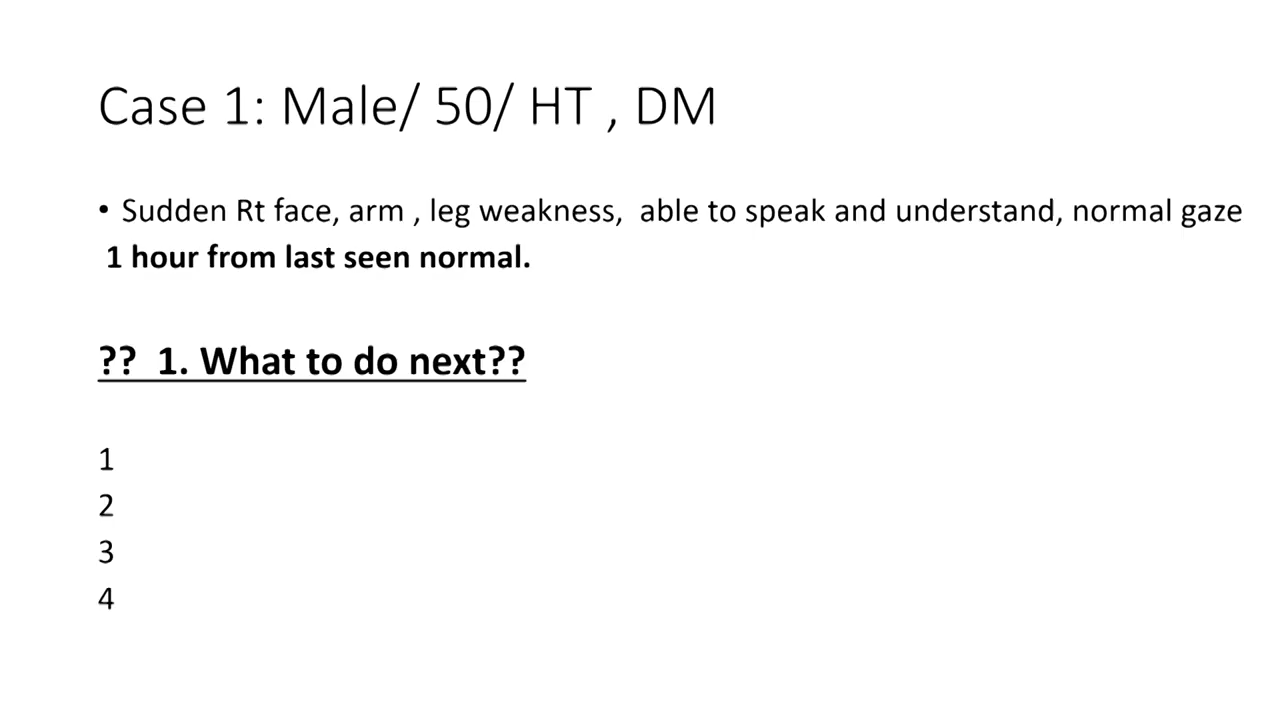 Case 1: Male/ 50/ HT , DM
• Sudden Rt face, arm , leg weakness,  able to speak and understand, normal gaze
1 hour from last seen normal.
??  1. What to do next??
1
2
3
4